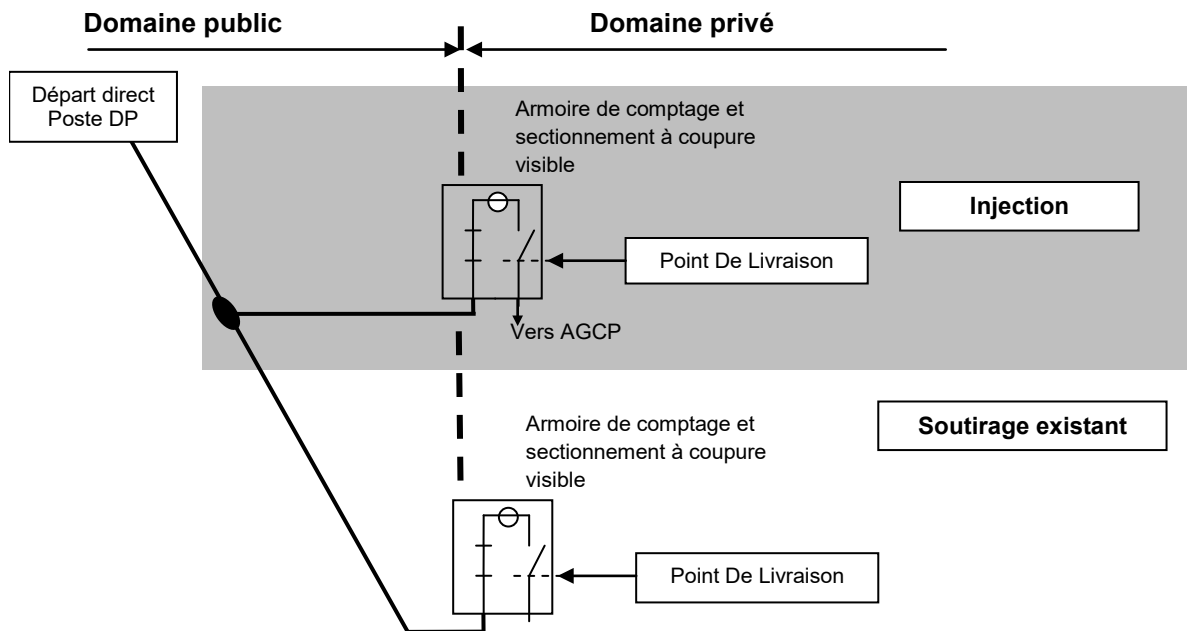 Domaine public
Domaine privé
Départ direct
Poste DP
Armoire de comptage et
sectionnement à coupure
visible
Injection
Point De Livraison
Vers AGCP
Armoire de comptage et
sectionnement à coupure
visible
Soutirage existant
Point De Livraison